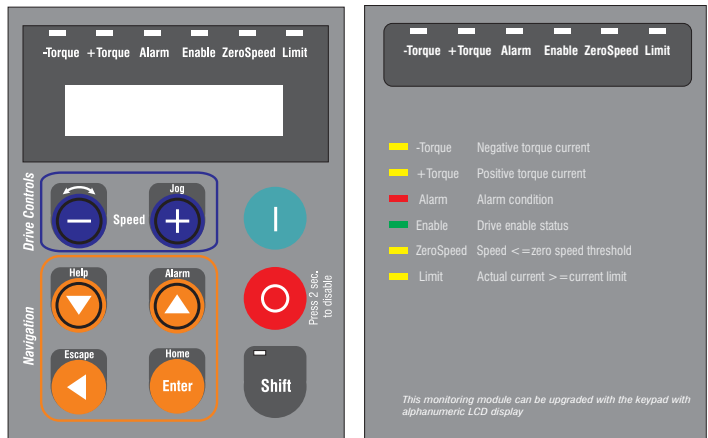 -Torque +Torque Alarm Enable ZeroSpeed Limit
Drive Controls
Jog
Speed
Navigation
Help Alarm
Press 2 sec.
to disable
Escape Home
Enter
Shift
-Torque +Torque Alarm Enable ZeroSpeed Limit
-Torque Negative torque current
+Torque Positive torque current
Alarm Alarm condition
Enable Drive enable status
ZeroSpeed Speed <=zero speed threshold
Limit Actual current >=current limit
This monitoring module can be upgraded with the keypad with
alphanumeric LCD display